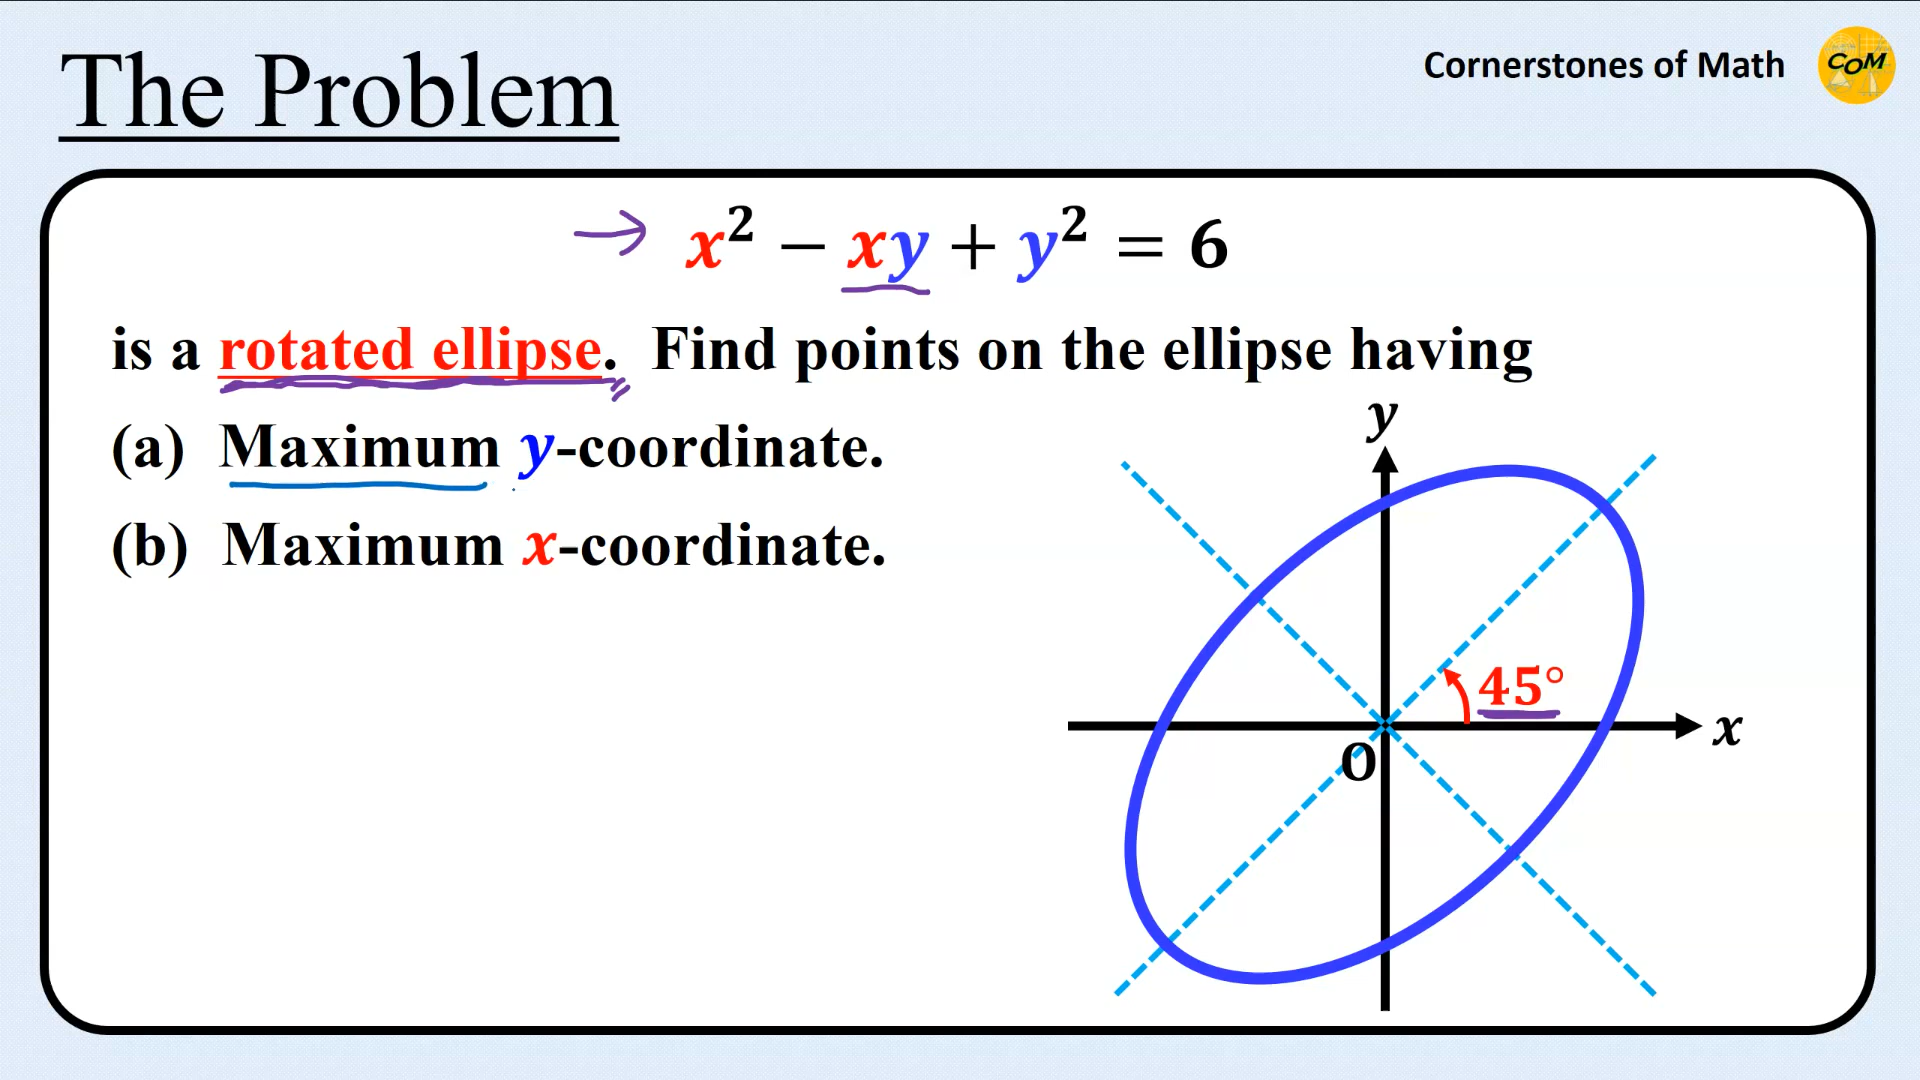 The Problem
Cornerstones of Math
COM
→ x² − xy + y² = 6
is a rotated ellipse. Find points on the ellipse having
(a) Maximum y-coordinate.
(b) Maximum x-coordinate.
y
45°
x
O